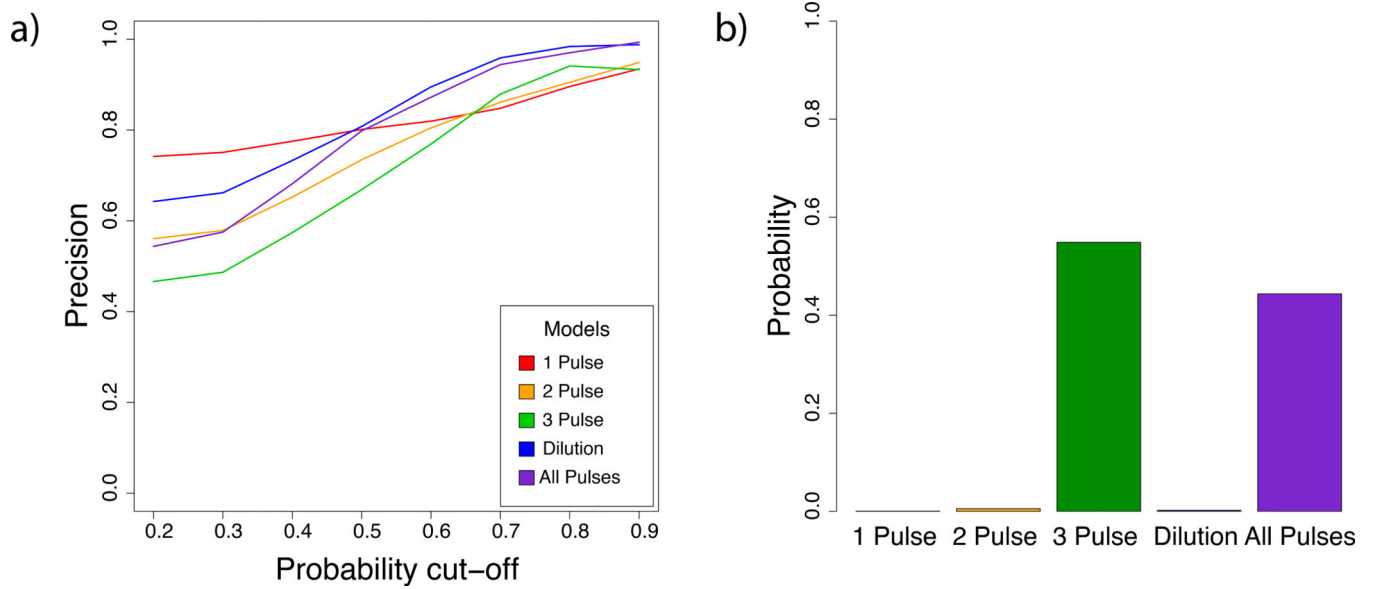 a)
Precision
1.0
0.8
0.6
0.4
0.2
0.0
Models
1 Pulse
2 Pulse
3 Pulse
Dilution
All Pulses
0.2 0.3 0.4 0.5 0.6 0.7 0.8 0.9
Probability cut-off
b)
Probability
1.0
0.8
0.6
0.4
0.2
0.0
1 Pulse 2 Pulse 3 Pulse Dilution All Pulses